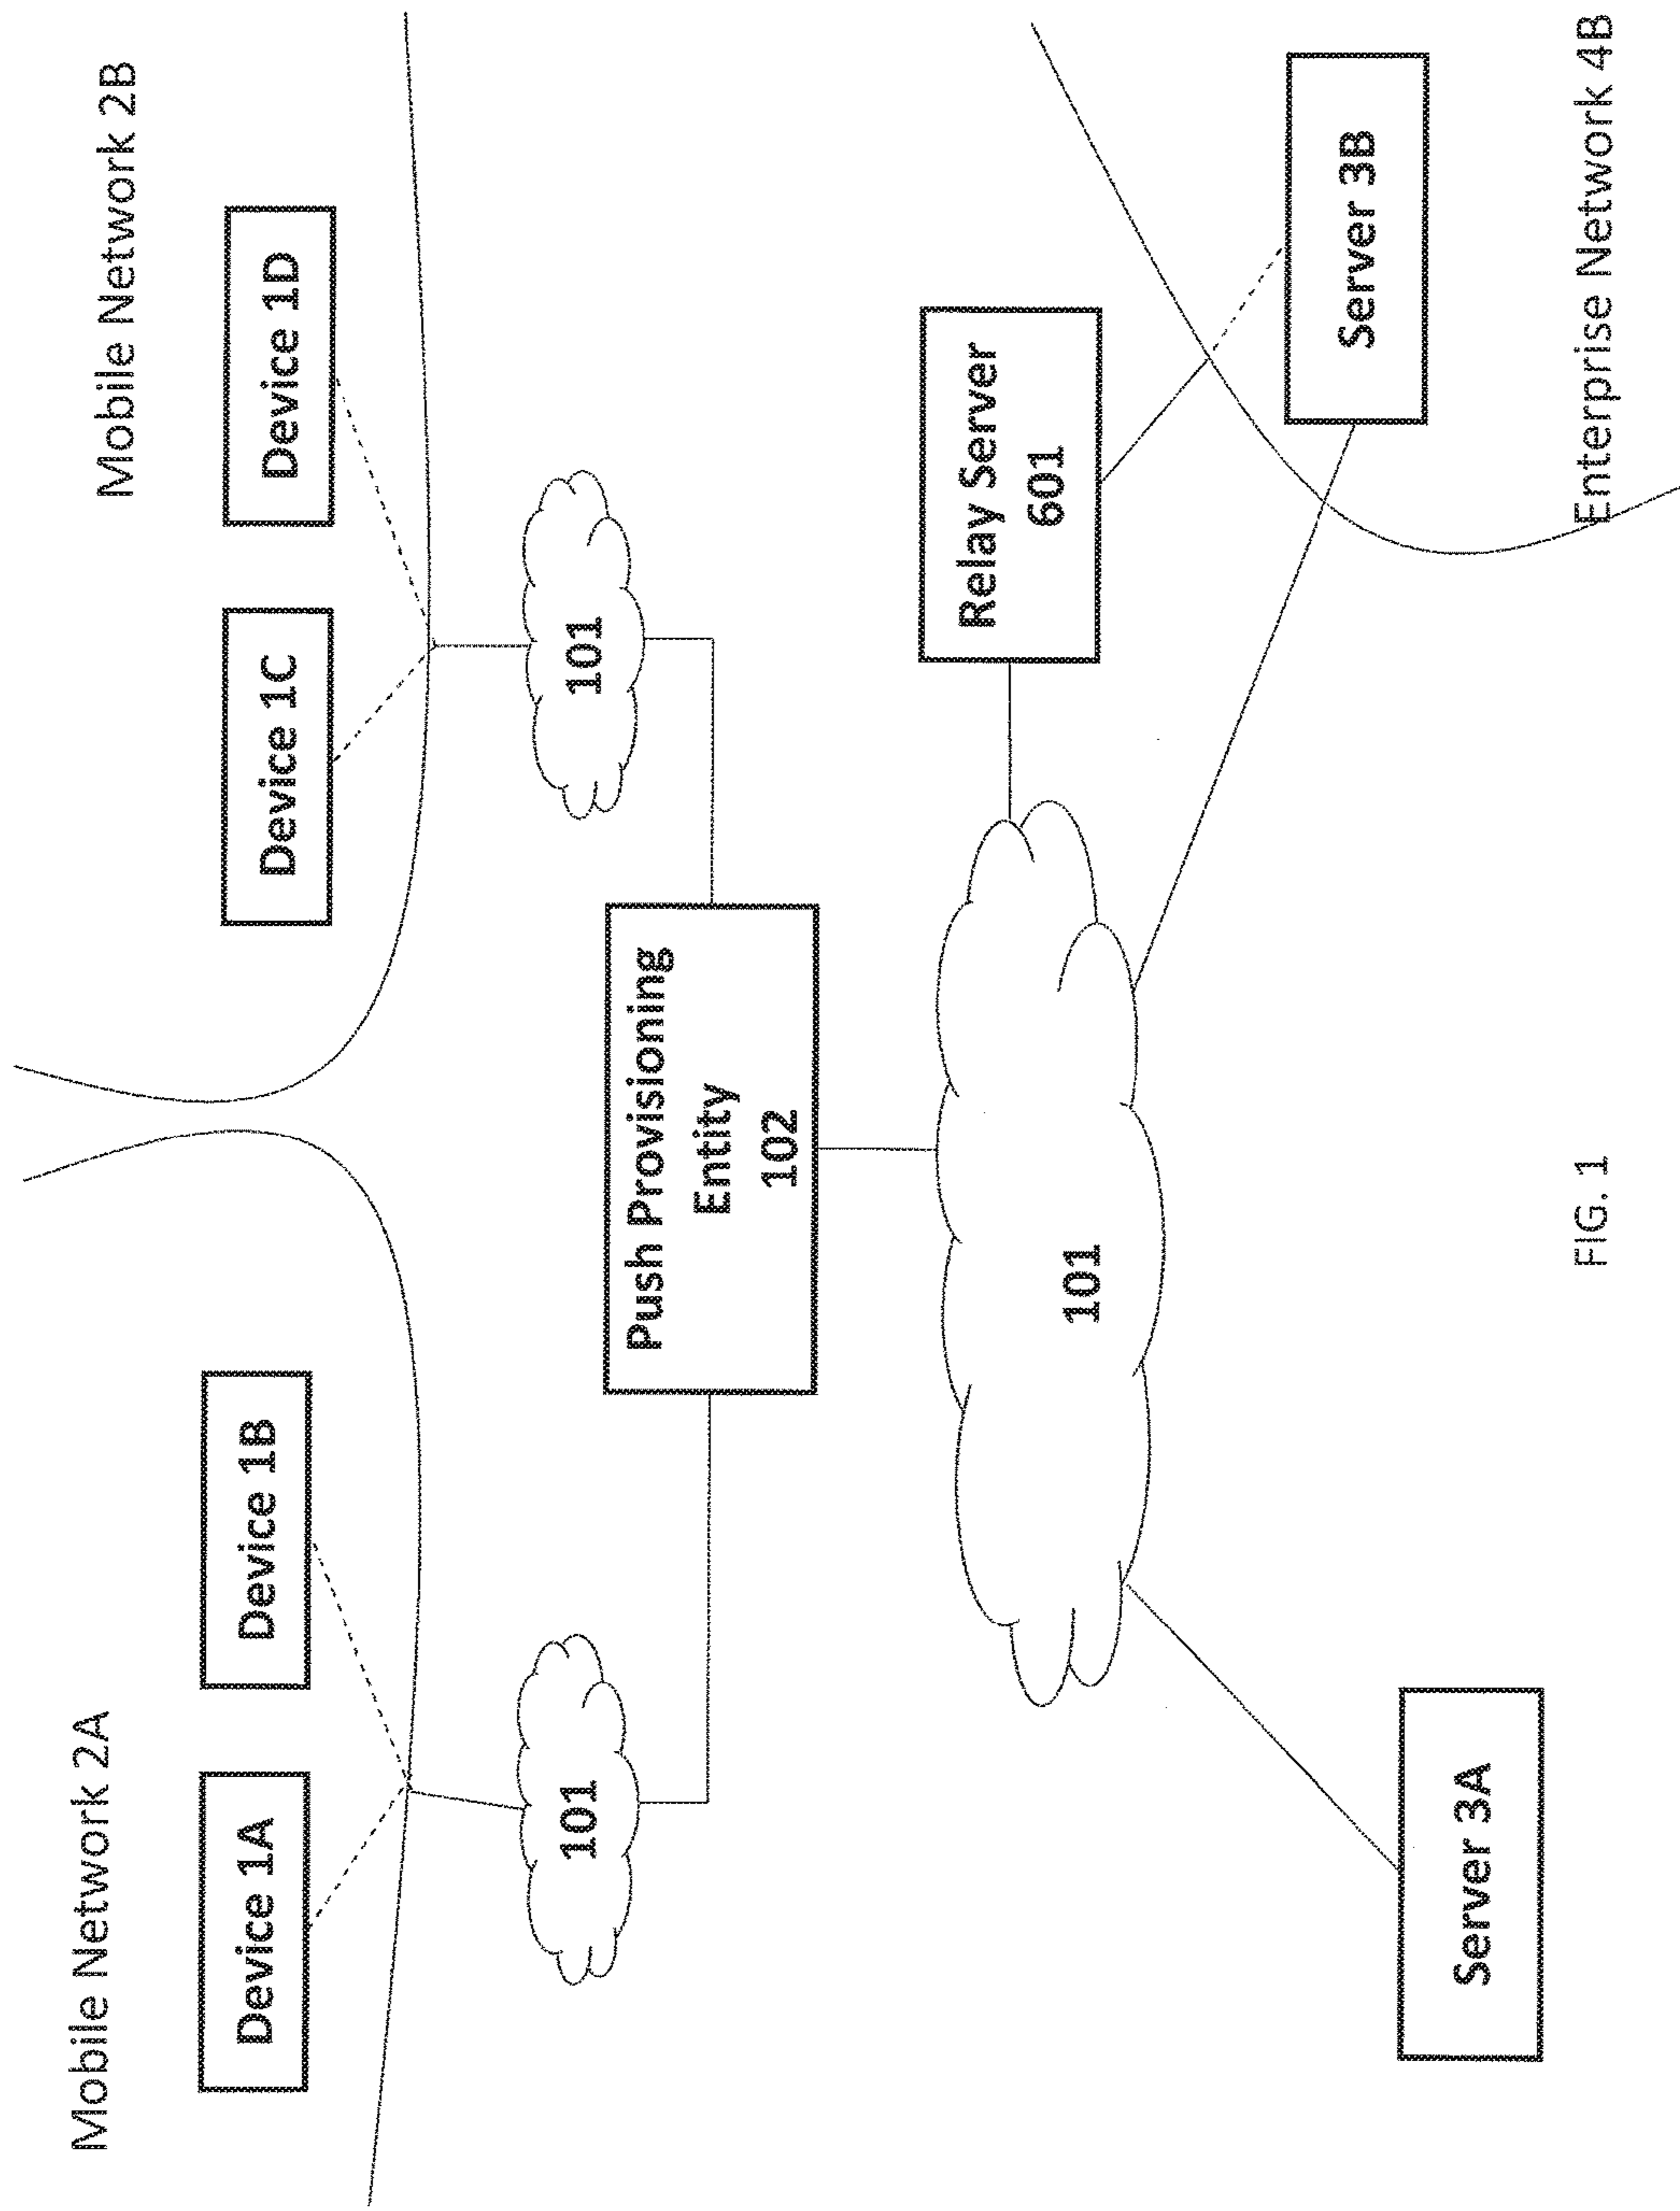 Mobile Network 2A
Mobile Network 2B
Device 1A
Device 1B
Device 1C
Device 1D
101
101
Push Provisioning
Entity
102
Relay Server
601
101
Server 3A
Server 3B
FIG. 1
Enterprise Network 4B